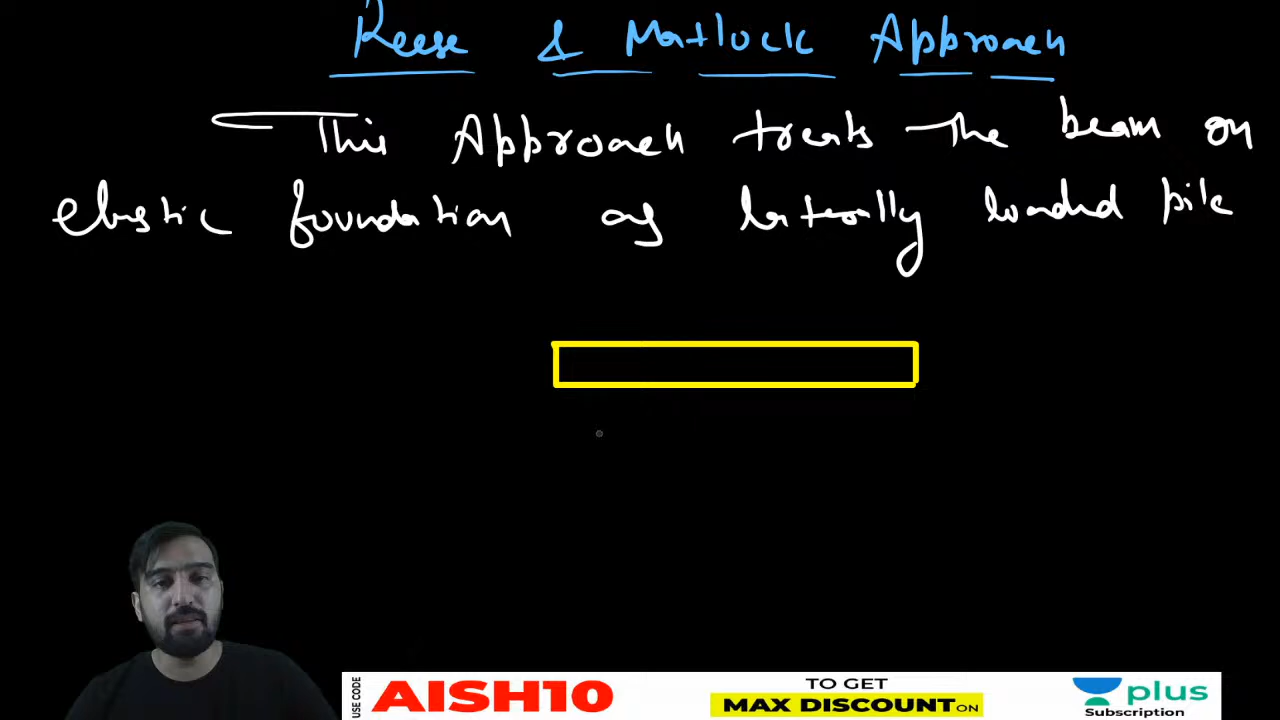 Reese & Matlock Approach
This Approach treats the beam on
elastic foundation as laterally loaded pile
USE CODE
AISH10
TO GET
MAX DISCOUNT ON
plus
Subscription